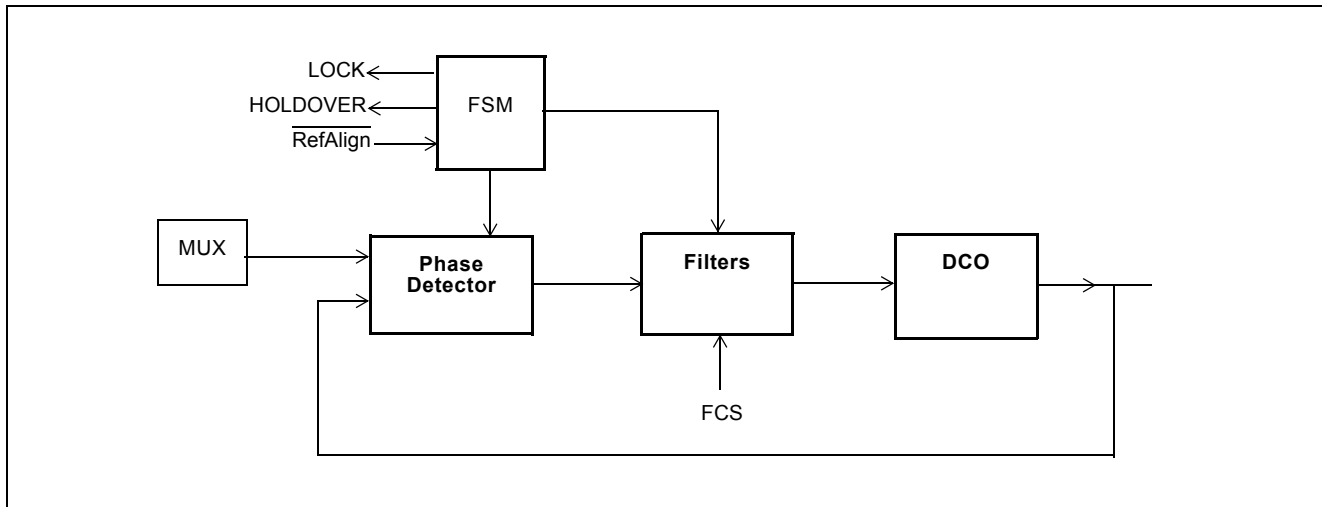 LOCK
HOLDOVER
FSM
RefAlign
MUX
Phase
Detector
Filters
DCO
FCS